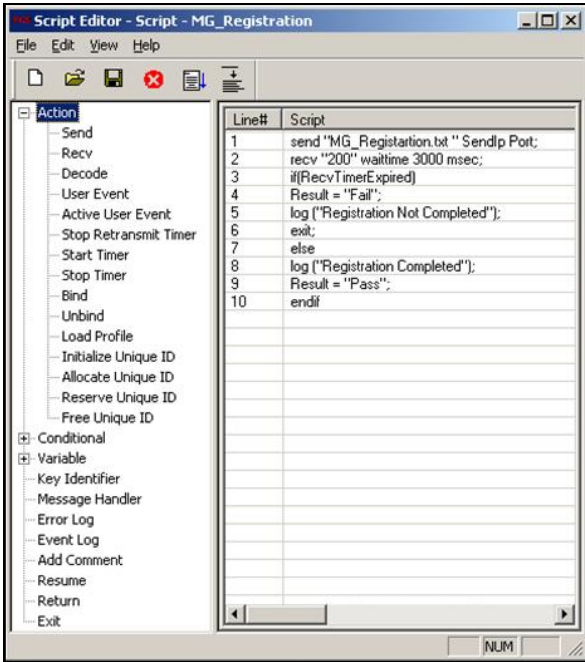 Script Editor - Script - MG_Registration
File Edit View Help
Action
Send
Recv
Decode
User Event
Active User Event
Stop Retransmit Timer
Start Timer
Stop Timer
Bind
Unbind
Load Profile
Initialize Unique ID
Allocate Unique ID
Reserve Unique ID
Free Unique ID
Conditional
Variable
Key Identifier
Message Handler
Error Log
Event Log
Add Comment
Resume
Return
Exit
Line# Script
1 send "MG_Registartion.txt " SendIp Port;
2 recv "200" waittime 3000 msec;
3 if(RecvTimerExpired)
4 Result = "Fail";
5 log ("Registration Not Completed");
6 exit;
7 else
8 log ("Registration Completed");
9 Result = "Pass";
10 endif
NUM